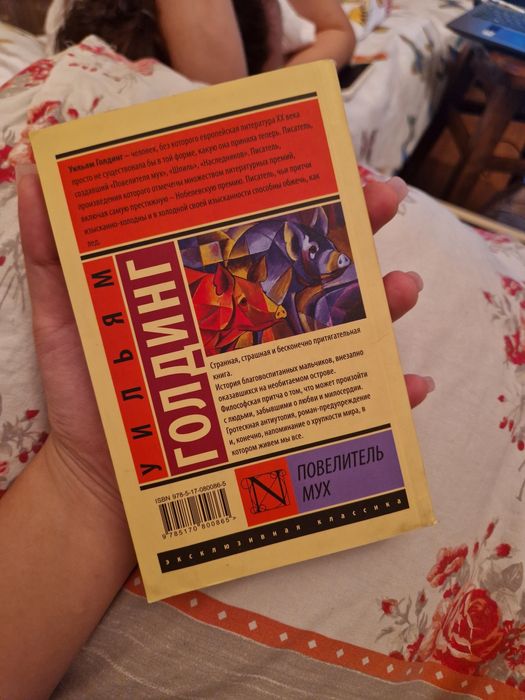 Уильям Голдинг – человек, без которого европейская литература XX века
просто не существовала бы в той форме, какую она приняла теперь. Писатель,
создавший «Повелителя мух», «Шпиль», «Наследников». Писатель,
произведения которого отмечены множеством литературных премий,
включая самую престижную – Нобелевскую премию. Писатель, чьи притчи
изысканно-холодны и в холодной своей изысканности способны обжечь, как
лед.
УИЛЬЯМ
ГОЛДИНГ
Странная, страшная и бесконечно притягательная
книга.
История благовоспитанных мальчиков, внезапно
оказавшихся на необитаемом острове.
Философская притча о том, что может произойти
с людьми, забывшими о любви и милосердии.
Гротескная антиутопия, роман-предупреждение
и, конечно, напоминание о хрупкости мира, в
котором живем мы все.
ISBN 978-5-17-080086-5
9 785170 800865 >
N
ПОВЕЛИТЕЛЬ
МУХ
эксклюзивная классика